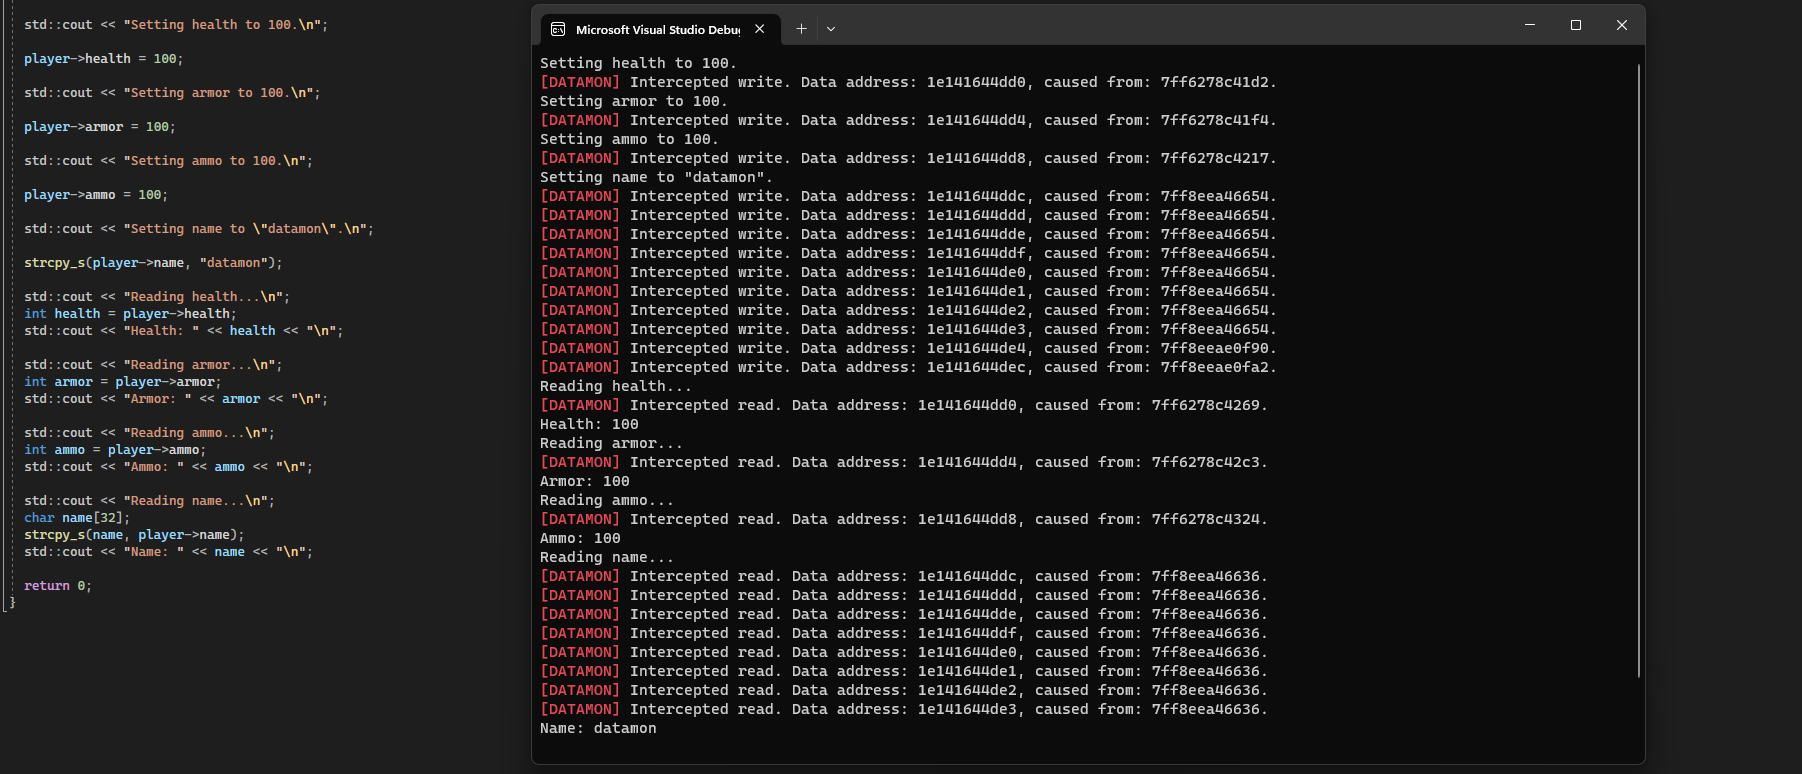 std::cout << "Setting health to 100.\n";
player->health = 100;
std::cout << "Setting armor to 100.\n";
player->armor = 100;
std::cout << "Setting ammo to 100.\n";
player->ammo = 100;
std::cout << "Setting name to \"datamon\".\n";
strcpy_s(player->name, "datamon");
std::cout << "Reading health...\n";
int health = player->health;
std::cout << "Health: " << health << "\n";
std::cout << "Reading armor...\n";
int armor = player->armor;
std::cout << "Armor: " << armor << "\n";
std::cout << "Reading ammo...\n";
int ammo = player->ammo;
std::cout << "Ammo: " << ammo << "\n";
std::cout << "Reading name...\n";
char name[32];
strcpy_s(name, player->name);
std::cout << "Name: " << name << "\n";
return 0;
}
Microsoft Visual Studio Debu
Setting health to 100.
[DATAMON] Intercepted write. Data address: 1e141644dd0, caused from: 7ff6278c41d2.
Setting armor to 100.
[DATAMON] Intercepted write. Data address: 1e141644dd4, caused from: 7ff6278c41f4.
Setting ammo to 100.
[DATAMON] Intercepted write. Data address: 1e141644dd8, caused from: 7ff6278c4217.
Setting name to "datamon".
[DATAMON] Intercepted write. Data address: 1e141644ddc, caused from: 7ff8eea46654.
[DATAMON] Intercepted write. Data address: 1e141644ddd, caused from: 7ff8eea46654.
[DATAMON] Intercepted write. Data address: 1e141644dde, caused from: 7ff8eea46654.
[DATAMON] Intercepted write. Data address: 1e141644ddf, caused from: 7ff8eea46654.
[DATAMON] Intercepted write. Data address: 1e141644de0, caused from: 7ff8eea46654.
[DATAMON] Intercepted write. Data address: 1e141644de1, caused from: 7ff8eea46654.
[DATAMON] Intercepted write. Data address: 1e141644de2, caused from: 7ff8eea46654.
[DATAMON] Intercepted write. Data address: 1e141644de3, caused from: 7ff8eea46654.
[DATAMON] Intercepted write. Data address: 1e141644de4, caused from: 7ff8eeae0f90.
[DATAMON] Intercepted write. Data address: 1e141644dec, caused from: 7ff8eeae0fa2.
Reading health...
[DATAMON] Intercepted read. Data address: 1e141644dd0, caused from: 7ff6278c4269.
Health: 100
Reading armor...
[DATAMON] Intercepted read. Data address: 1e141644dd4, caused from: 7ff6278c42c3.
Armor: 100
Reading ammo...
[DATAMON] Intercepted read. Data address: 1e141644dd8, caused from: 7ff6278c4324.
Ammo: 100
Reading name...
[DATAMON] Intercepted read. Data address: 1e141644ddc, caused from: 7ff8eea46636.
[DATAMON] Intercepted read. Data address: 1e141644ddd, caused from: 7ff8eea46636.
[DATAMON] Intercepted read. Data address: 1e141644dde, caused from: 7ff8eea46636.
[DATAMON] Intercepted read. Data address: 1e141644ddf, caused from: 7ff8eea46636.
[DATAMON] Intercepted read. Data address: 1e141644de0, caused from: 7ff8eea46636.
[DATAMON] Intercepted read. Data address: 1e141644de1, caused from: 7ff8eea46636.
[DATAMON] Intercepted read. Data address: 1e141644de2, caused from: 7ff8eea46636.
[DATAMON] Intercepted read. Data address: 1e141644de3, caused from: 7ff8eea46636.
Name: datamon